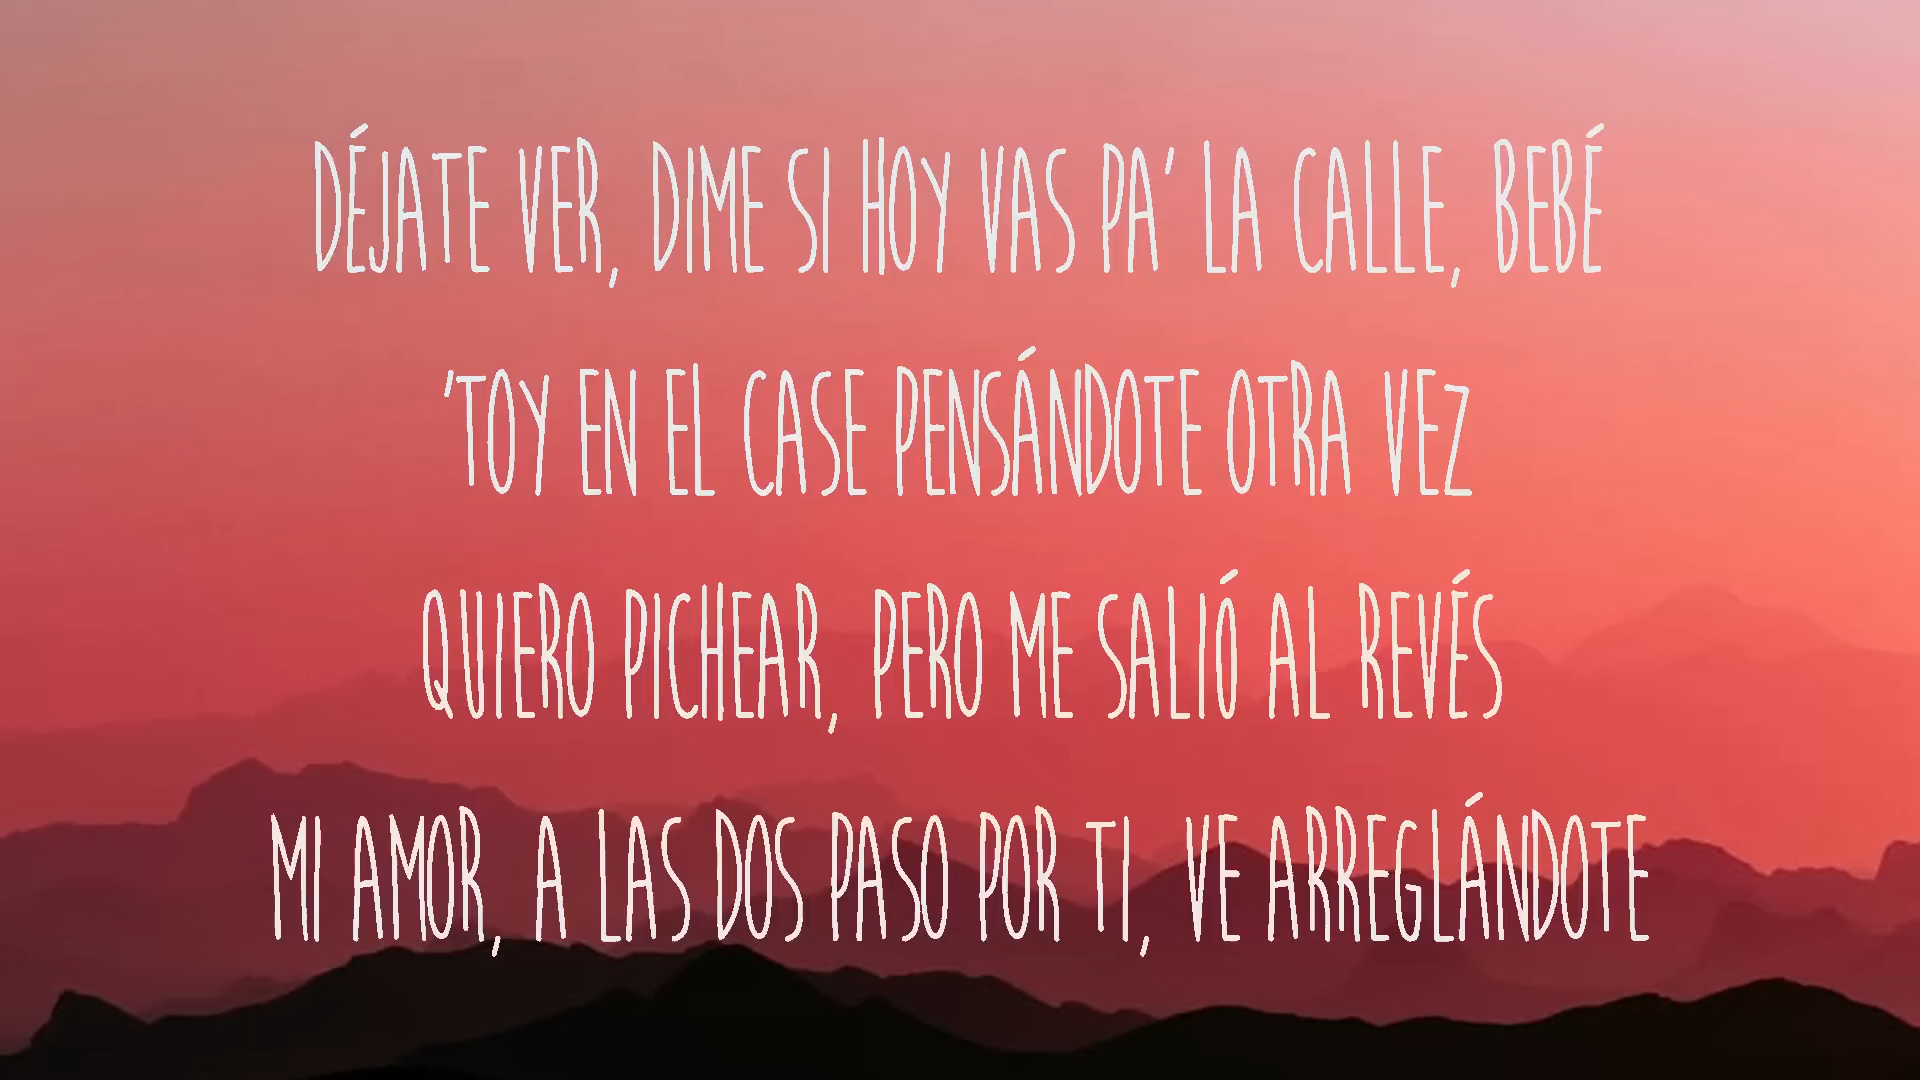 DÉJATE VER, DIME SI HOY VAS PA' LA CALLE, BEBÉ
'TOY EN EL CASE PENSÁNDOTE OTRA VEZ
QUIERO PICHEAR, PERO ME SALIÓ AL REVÉS
MI AMOR, A LAS DOS PASO POR TI, VE ARREGLÁNDOTE